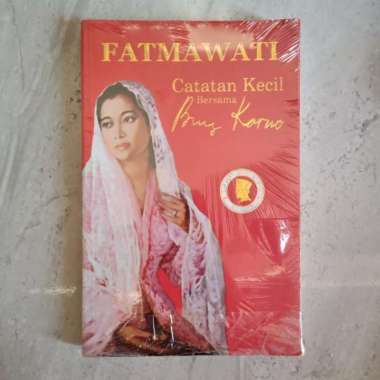 FATMAWATI
Catatan Kecil
Bersama
Bung Karno